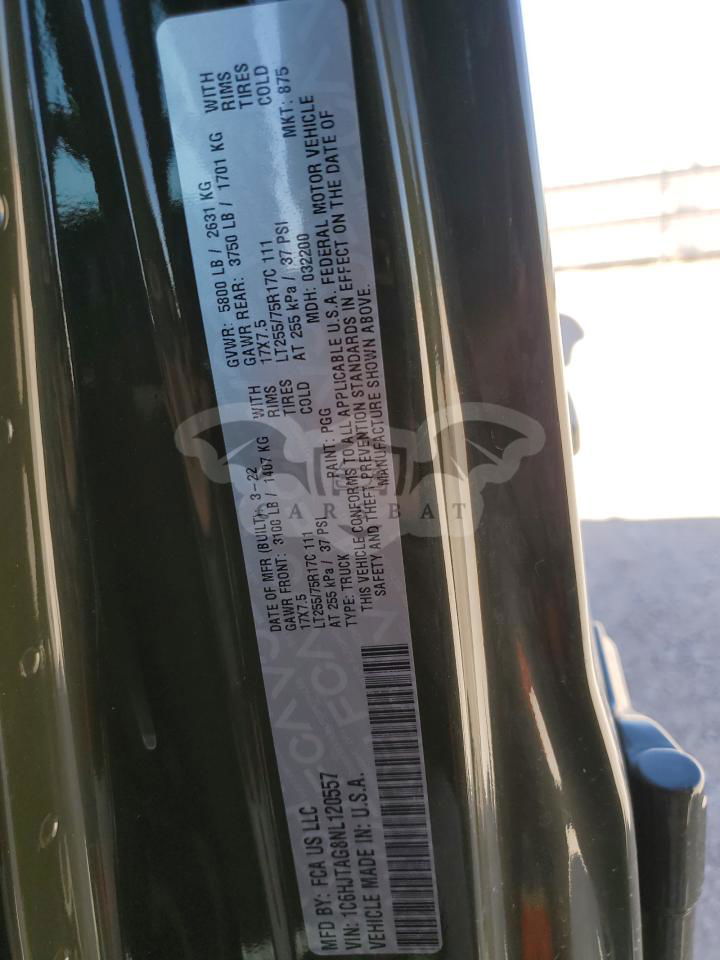 MFD BY: FCA US LLC
DATE OF MFR (BUILT): 3-22
GVWR: 5800 LB / 2631 KG
GAWR FRONT: 3100 LB / 1407 KG WITH
GAWR REAR: 3750 LB / 1701 KG WITH
17X7.5 RIMS
17X7.5 RIMS
LT255/75R17C 111 TIRES
LT255/75R17C 111 TIRES
AT 255 kPa / 37 PSI COLD
AT 255 kPa / 37 PSI COLD
VIN: 1C6HJTAG8NL120557
TYPE: TRUCK PAINT: PGG MDH: 032200 MKT: 875
VEHICLE MADE IN: U.S.A.
THIS VEHICLE CONFORMS TO ALL APPLICABLE U.S.A. FEDERAL MOTOR VEHICLE
SAFETY AND THEFT PREVENTION STANDARDS IN EFFECT ON THE DATE OF
MANUFACTURE SHOWN ABOVE.